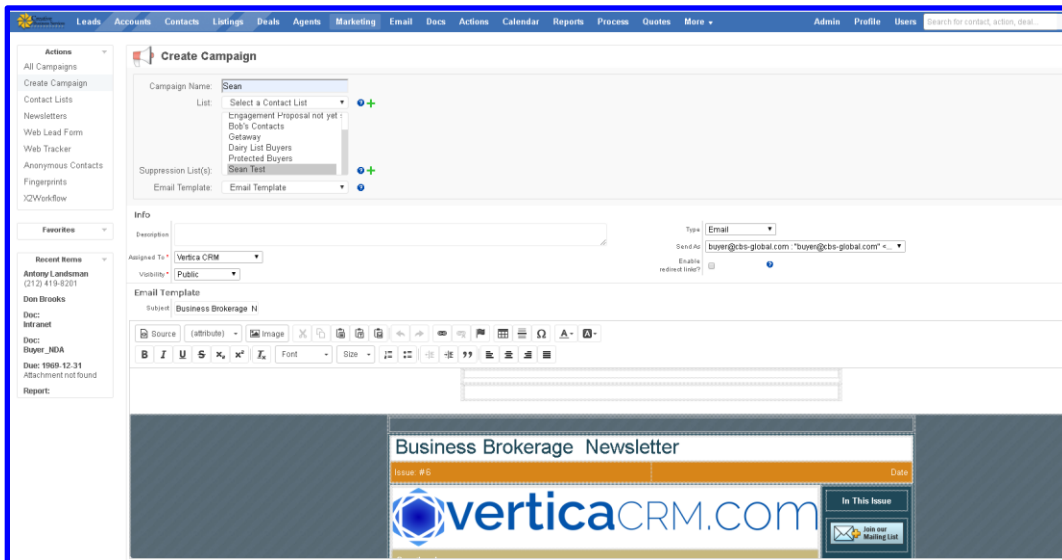 Leads Accounts Contacts Listings Deals Agents Marketing Email Docs Actions Calendar Reports Process Quotes More Admin Profile Users Search for contact, action, deal...
Actions
All Campaigns
Create Campaign
Contact Lists
Newsletters
Web Lead Form
Web Tracker
Anonymous Contacts
Fingerprints
X2Workflow
Favorites
Recent Items
Antony Landsman
(212) 419-8201
Don Brooks
Doc:
Intranet
Doc:
Buyer_NDA
Due: 1969-12-31
Attachment not found
Report:
Create Campaign
Campaign Name: Sean
List: Select a Contact List
Engagement Proposal not yet
Bob's Contacts
Getaway
Dairy List Buyers
Protected Buyers
Suppression List(s): Sean Test
Email Template: Email Template
Info
Description
Type Email
Send As buyer@cbs-global.com : "buyer@cbs-global.com" <...
Assigned To * Vertica CRM
Enable
redirect links?
Visibility * Public
Email Template
Subject Business Brokerage N
Source (attribute) Image
B I U S x₂ x² Tx Font Size
Business Brokerage Newsletter
Issue: #6 Date
verticaCRM.com
In This Issue
Join our
Mailing List